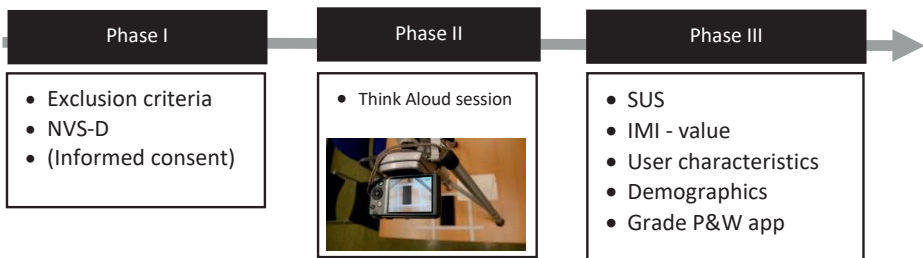 Phase I
• Exclusion criteria
• NVS-D
• (Informed consent)
Phase II
• Think Aloud session
Phase III
• SUS
• IMI - value
• User characteristics
• Demographics
• Grade P&W app